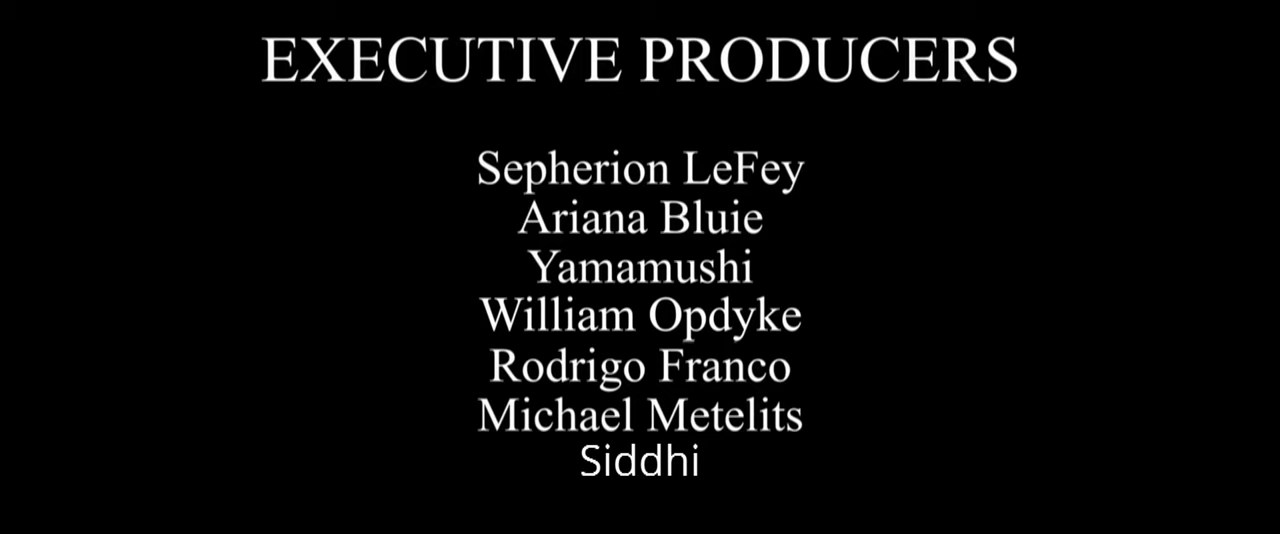 EXECUTIVE PRODUCERS
Sepherion LeFey
Ariana Bluie
Yamamushi
William Opdyke
Rodrigo Franco
Michael Metelits
Siddhi